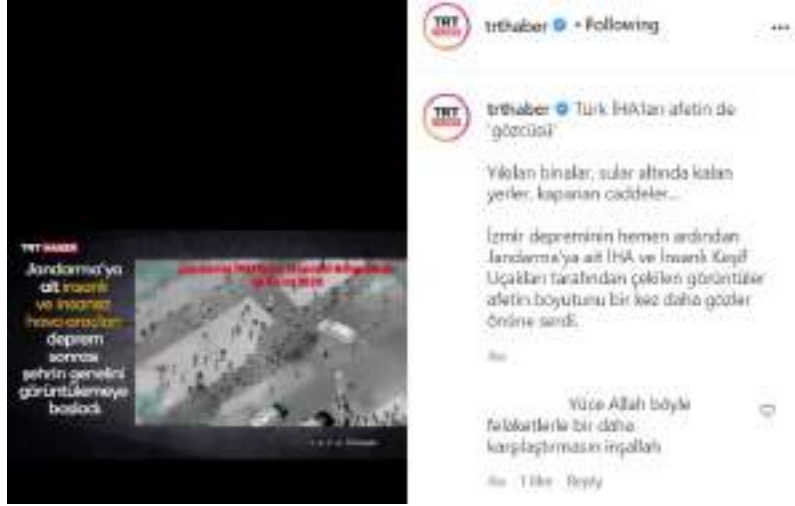 TRT HABER
Jandarma'ya
ait insanlı
ve insansız
hava araçları
deprem
sonrası
şehrin genelini
görüntülemeye
başladı
TRT
trthaber • Following
TRT
trthaber Türk İHA'ları afetin de
'gözcüsü'
Yıkılan binalar, sular altında kalan
yerler, kapanan caddeler...
İzmir depreminin hemen ardından
Jandarma'ya ait İHA ve İnsanlı Keşif
Uçakları tarafından çekilen görüntüler
afetin boyutunu bir kez daha gözler
önüne serdi.
Yüce Allah böyle
felaketlerle bir daha
karşılaştırmasın inşallah
1 like Reply